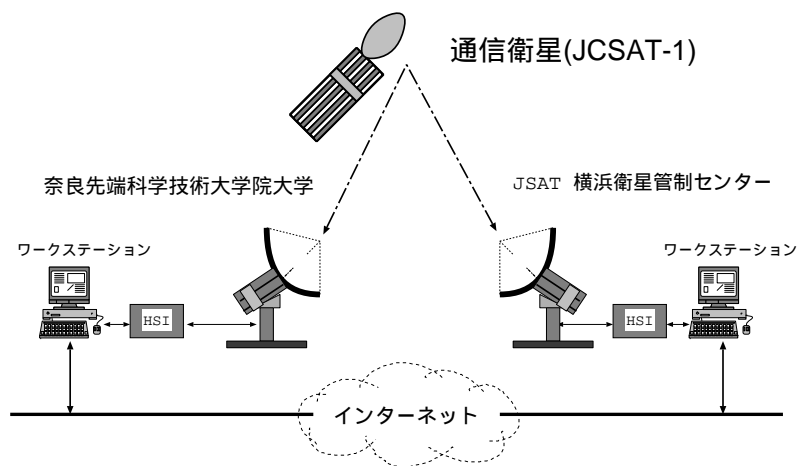 通信衛星(JCSAT-1)
奈良先端科学技術大学院大学
JSAT 横浜衛星管制センター
ワークステーション
ワークステーション
HSI
HSI
インターネット